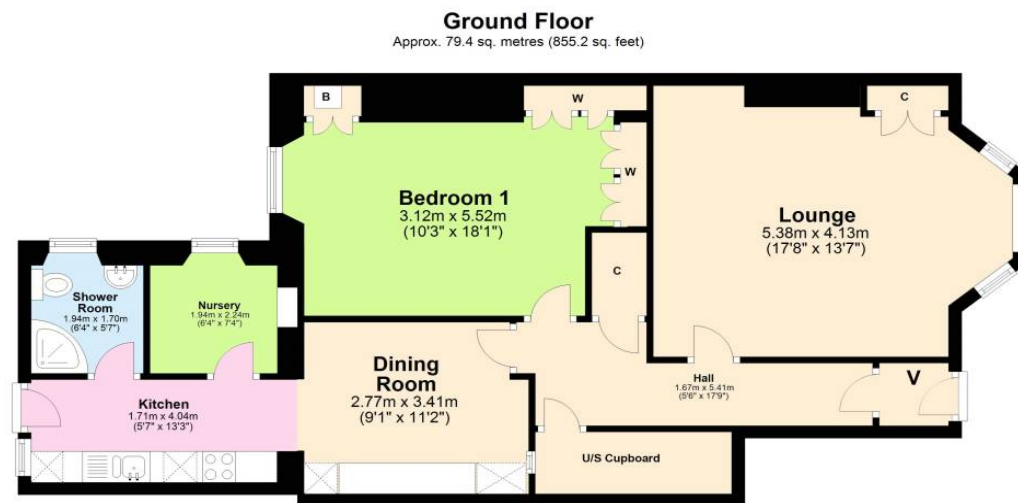 Ground Floor
Approx. 79.4 sq. metres (855.2 sq. feet)
B
W
C
W
Bedroom 1
3.12m x 5.52m
(10'3" x 18'1")
Lounge
5.38m x 4.13m
(17'8" x 13'7")
C
Shower
Room
1.94m x 1.70m
(6'4" x 5'7")
Nursery
1.94m x 2.24m
(6'4" x 7'4")
Dining
Room
2.77m x 3.41m
(9'1" x 11'2")
Hall
1.67m x 5.41m
(5'6" x 17'9")
V
Kitchen
1.71m x 4.04m
(5'7" x 13'3")
U/S Cupboard